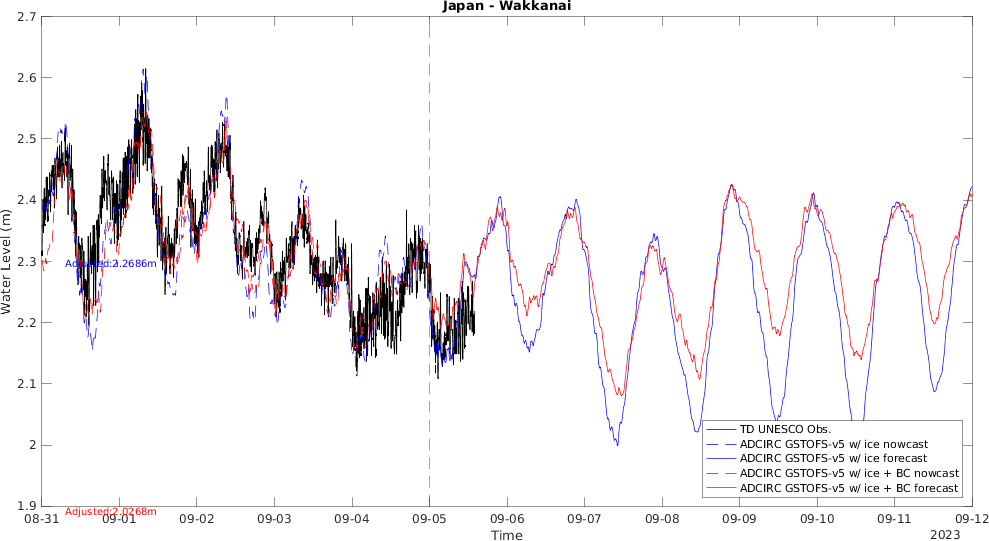 Japan - Wakkanai
2.7
2.6
2.5
2.4
2.3
2.2
2.1
2
1.9
Water Level (m)
Adjusted:2.2686m
Adjusted:2.0268m
TD UNESCO Obs.
ADCIRC GSTOFS-v5 w/ ice nowcast
ADCIRC GSTOFS-v5 w/ ice forecast
ADCIRC GSTOFS-v5 w/ ice + BC nowcast
ADCIRC GSTOFS-v5 w/ ice + BC forecast
08-31 09-01 09-02 09-03 09-04 09-05 09-06 09-07 09-08 09-09 09-10 09-11 09-12
Time
2023